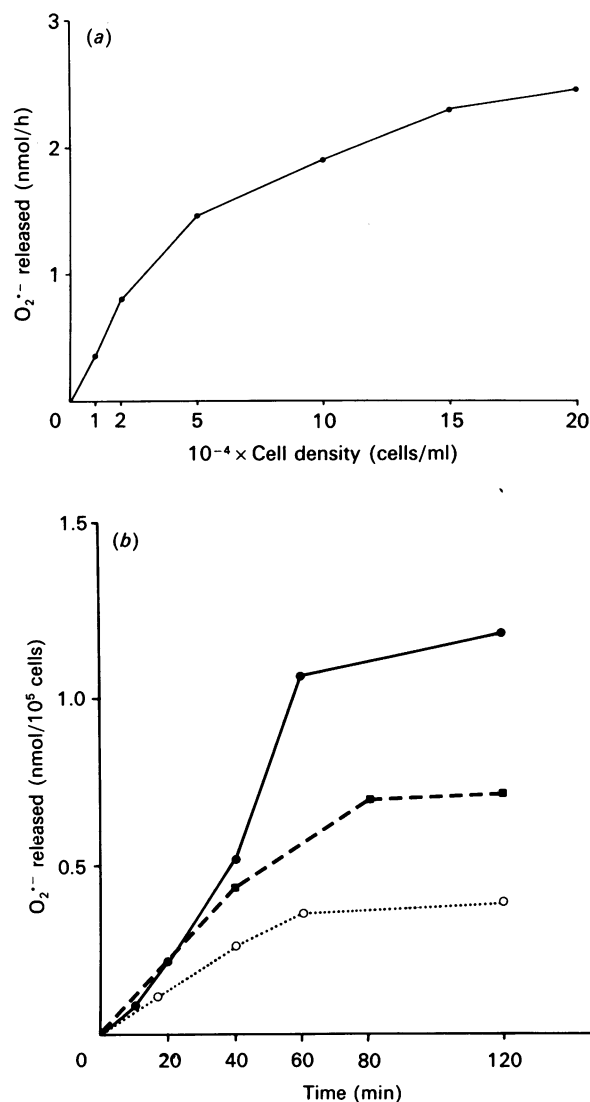 (a)
3
2
1
0
1 2 5 10 15 20
O₂•− released (nmol/h)
10⁻⁴ × Cell density (cells/ml)
(b)
1.5
1.0
0.5
0
20 40 60 80 120
O₂•− released (nmol/10⁵ cells)
Time (min)